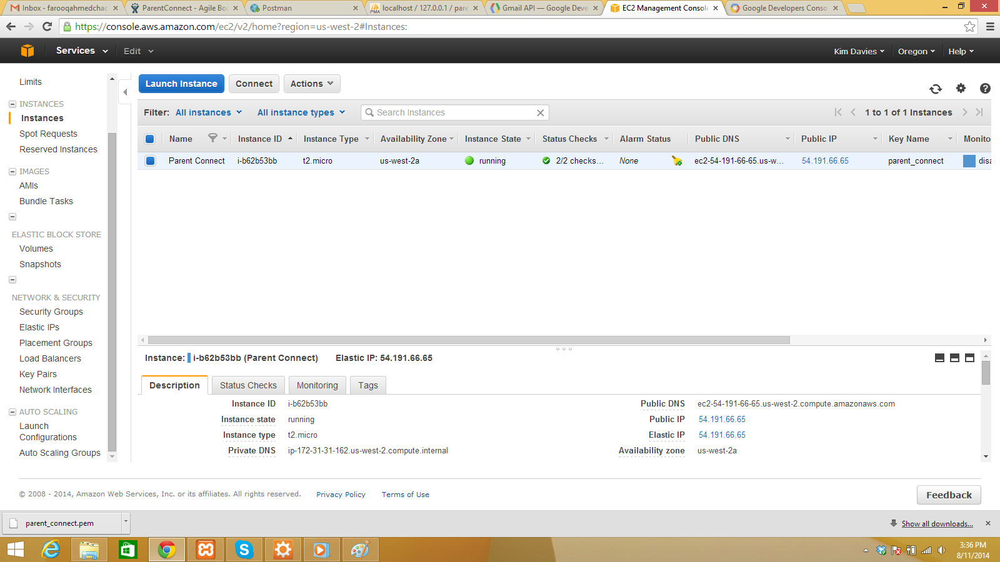 Inbox - farooqahmedchac
ParentConnect - Agile Boa
Postman
localhost / 127.0.0.1 / pare
Gmail API — Google Deve
EC2 Management Console
Google Developers Conso
https://console.aws.amazon.com/ec2/v2/home?region=us-west-2#Instances:
Services
Edit
Kim Davies
Oregon
Help
Limits
INSTANCES
Instances
Spot Requests
Reserved Instances
IMAGES
AMIs
Bundle Tasks
ELASTIC BLOCK STORE
Volumes
Snapshots
NETWORK & SECURITY
Security Groups
Elastic IPs
Placement Groups
Load Balancers
Key Pairs
Network Interfaces
AUTO SCALING
Launch
Configurations
Auto Scaling Groups
Launch Instance
Connect
Actions
Filter: All instances All instance types Search Instances 1 to 1 of 1 Instances
Name Instance ID Instance Type Availability Zone Instance State Status Checks Alarm Status Public DNS Public IP Key Name Monito
Parent Connect i-b62b53bb t2.micro us-west-2a running 2/2 checks... None ec2-54-191-66-65.us-w... 54.191.66.65 parent_connect disa
Instance: i-b62b53bb (Parent Connect) Elastic IP: 54.191.66.65
Description Status Checks Monitoring Tags
Instance ID i-b62b53bb Public DNS ec2-54-191-66-65.us-west-2.compute.amazonaws.com
Instance state running Public IP 54.191.66.65
Instance type t2.micro Elastic IP 54.191.66.65
Private DNS ip-172-31-31-162.us-west-2.compute.internal Availability zone us-west-2a
© 2008 - 2014, Amazon Web Services, Inc. or its affiliates. All rights reserved. Privacy Policy Terms of Use
Feedback
parent_connect.pem
Show all downloads...
3:36 PM
8/11/2014